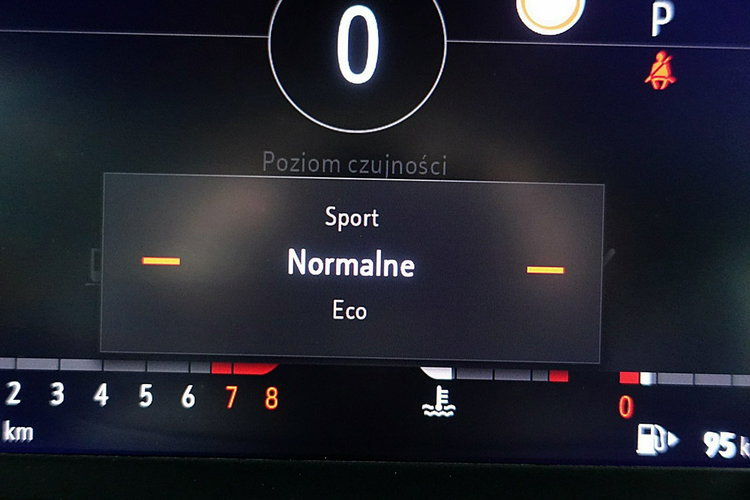 0
P
Poziom czujności
Sport
Normalne
Eco
2 3 4 5 6 7 8
0
km
95 k